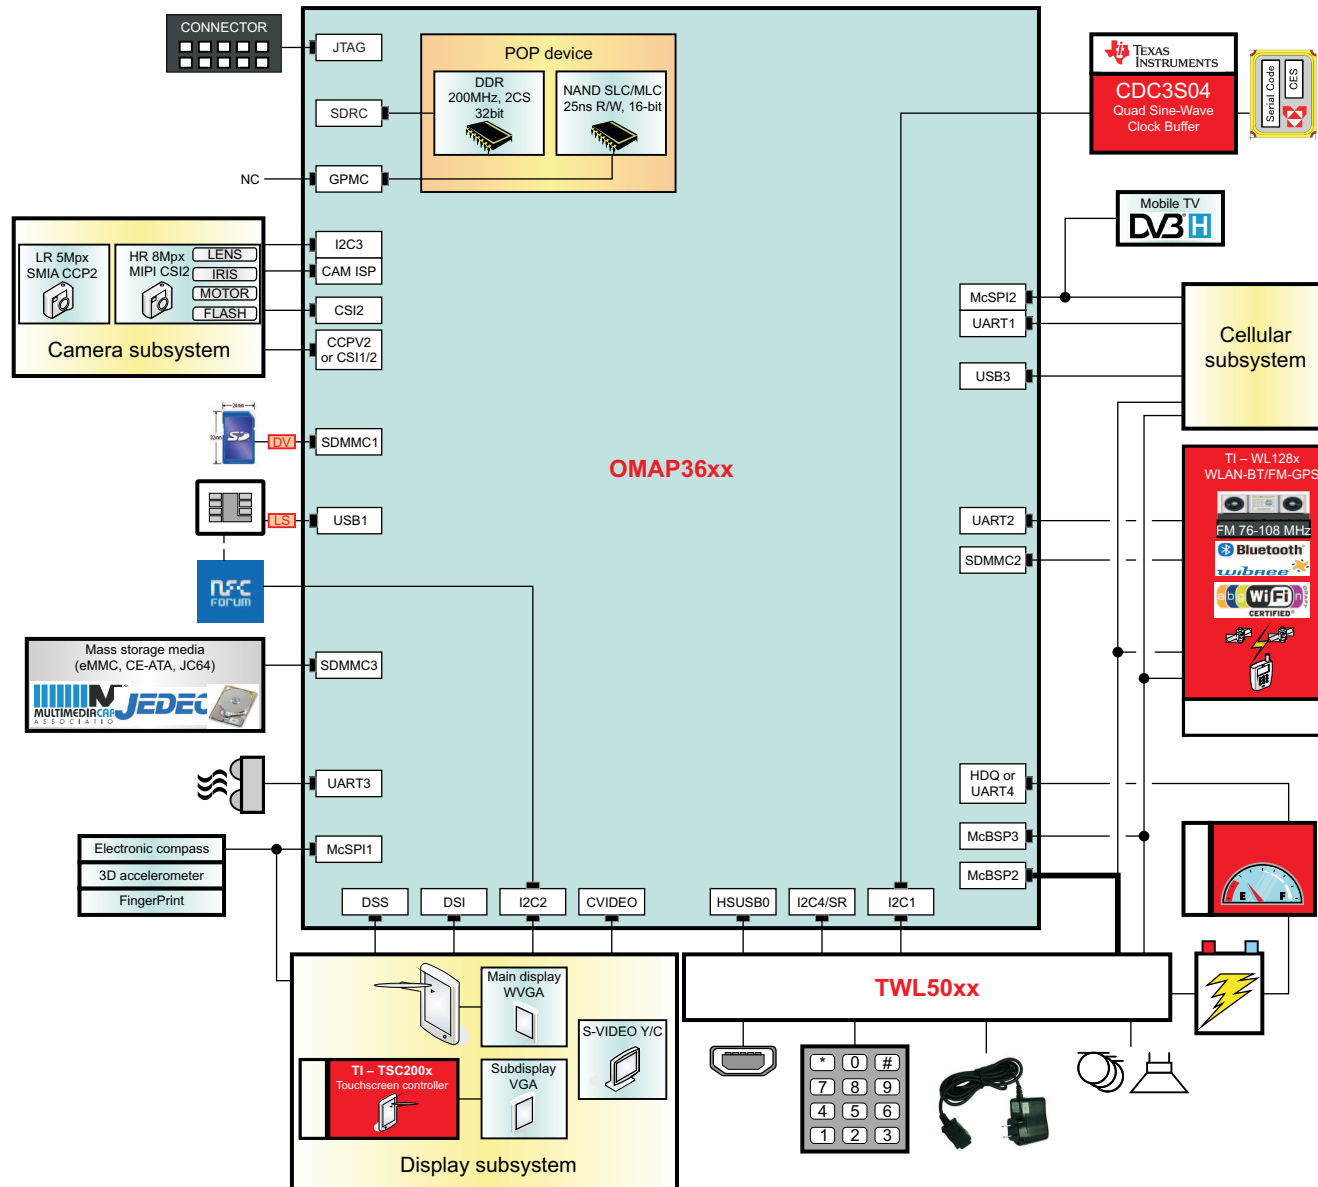 CONNECTOR
JTAG
POP device
DDR
200MHz, 2CS
32bit
NAND SLC/MLC
25ns R/W, 16-bit
SDRC
NC
GPMC
TEXAS
INSTRUMENTS
CDC3S04
Quad Sine-Wave
Clock Buffer
Serial Code
CES
Mobile TV
DVB H
I2C3
CAM ISP
CSI2
CCPV2
or CSI1/2
LR 5Mpx
SMIA CCP2
HR 8Mpx
MIPI CSI2
LENS
IRIS
MOTOR
FLASH
Camera subsystem
McSPI2
UART1
USB3
Cellular
subsystem
24mm
32mm
SD
DV
SDMMC1
OMAP36xx
LS
USB1
UART2
SDMMC2
TI – WL128x
WLAN-BT/FM-GPS
FM 76-108 MHz
Bluetooth
wibree
a b g WiFi n DRAFT
CERTIFIED
NFC
FORUM
Mass storage media
(eMMC, CE-ATA, JC64)
MULTIMEDIACAR
ASSOCIATIO
JEDEC
SDMMC3
UART3
HDQ or
UART4
Electronic compass
3D accelerometer
FingerPrint
McSPI1
McBSP3
McBSP2
E F
DSS
DSI
I2C2
CVIDEO
HSUSB0
I2C4/SR
I2C1
Main display
WVGA
S-VIDEO Y/C
TI – TSC200x
Touchscreen controller
Subdisplay
VGA
Display subsystem
TWL50xx
* 0 #
7 8 9
4 5 6
1 2 3